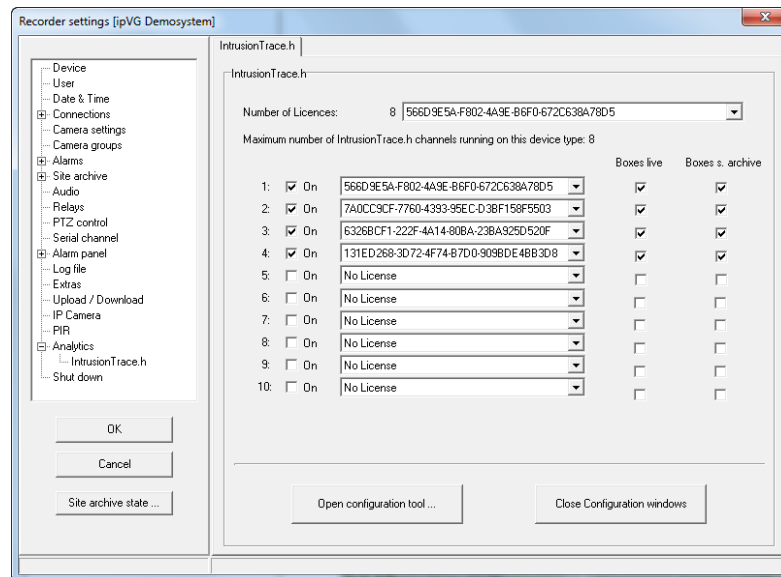 Recorder settings [ipVG Demosystem]
Device
User
Date & Time
Connections
Camera settings
Camera groups
Alarms
Site archive
Audio
Relays
PTZ control
Serial channel
Alarm panel
Log file
Extras
Upload / Download
IP Camera
PIR
Analytics
IntrusionTrace.h
Shut down
OK
Cancel
Site archive state ...
IntrusionTrace.h
IntrusionTrace.h
Number of Licences: 8 566D9E5A-F802-4A9E-B6F0-672C638A78D5
Maximum number of IntrusionTrace.h channels running on this device type: 8
Boxes live Boxes s. archive
1: On 566D9E5A-F802-4A9E-B6F0-672C638A78D5
2: On 7A0CC9CF-7760-4393-95EC-D3BF158F5503
3: On 6326BCF1-222F-4A14-80BA-23BA925D520F
4: On 131ED268-3D72-4F74-B7D0-909BDE4BB3D8
5: On No License
6: On No License
7: On No License
8: On No License
9: On No License
10: On No License
Open configuration tool ... Close Configuration windows